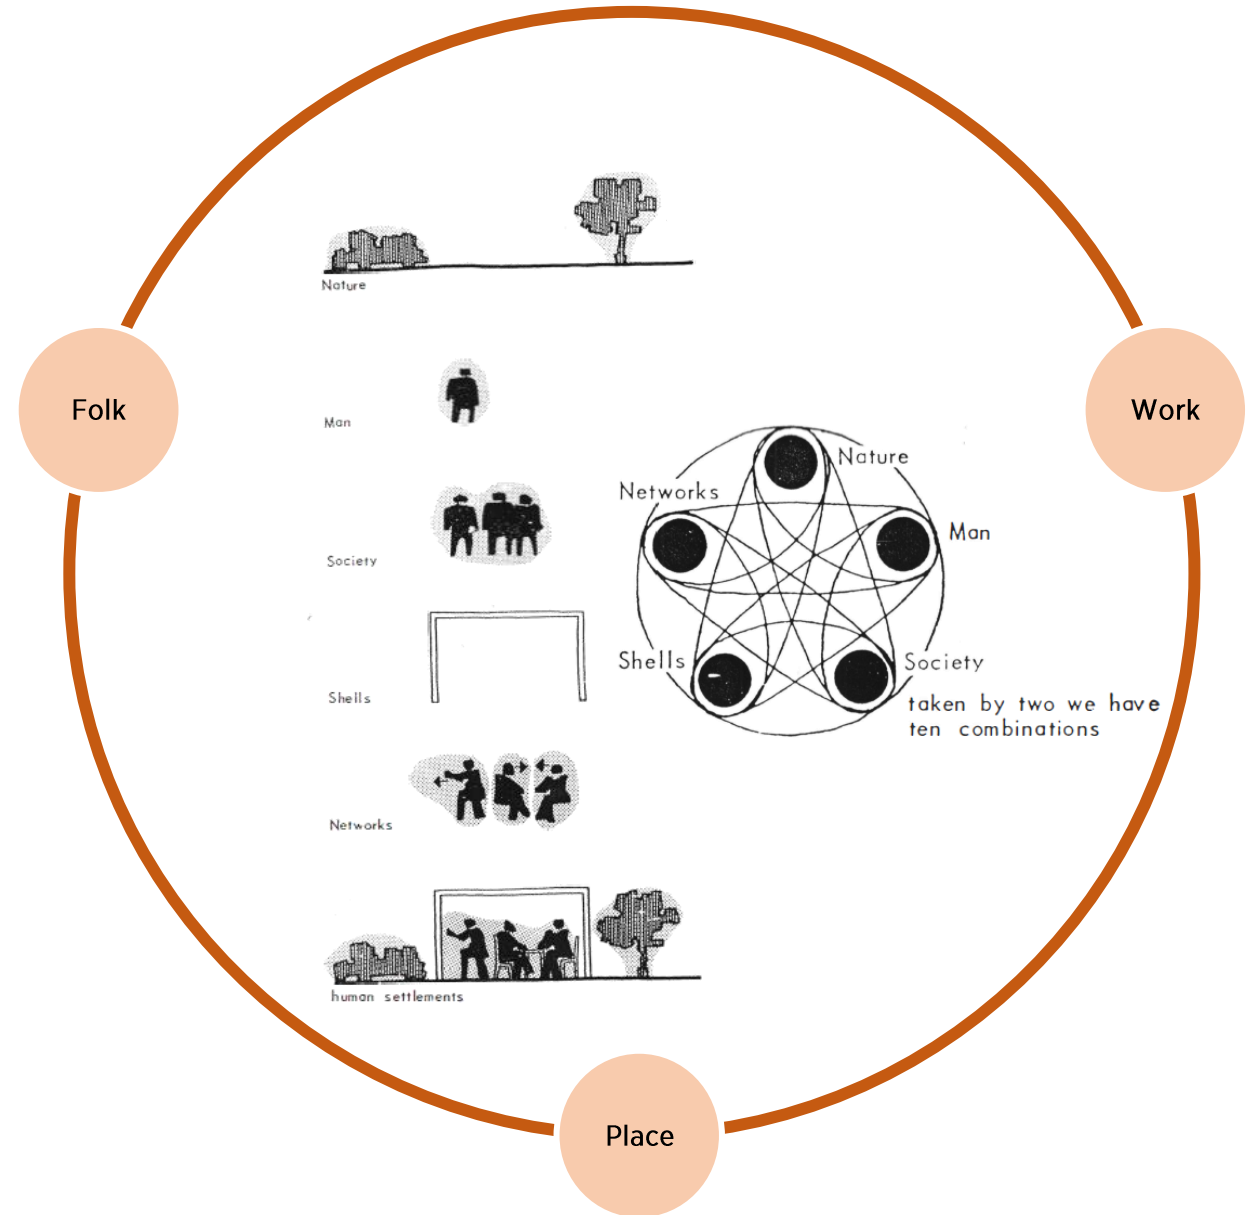 Nature
Folk
Work
Man
Nature
Networks
Man
Society
Shells
Society
Shells
taken by two we have
ten combinations
Networks
human settlements
Place